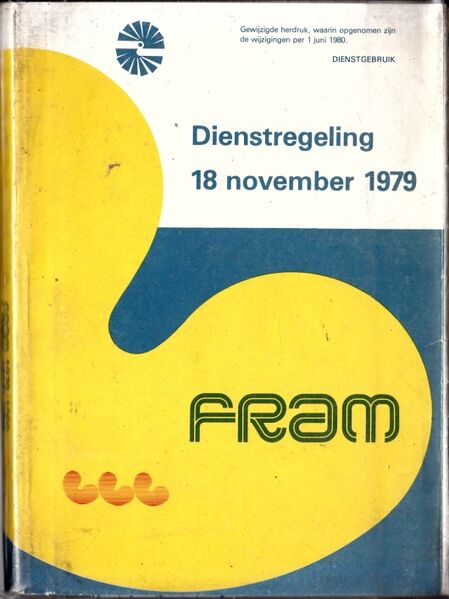 Gewijzigde herdruk, waarin opgenomen zijn
de wijzigingen per 1 juni 1980.
DIENSTGEBRUIK
Dienstregeling
18 november 1979
FRAM